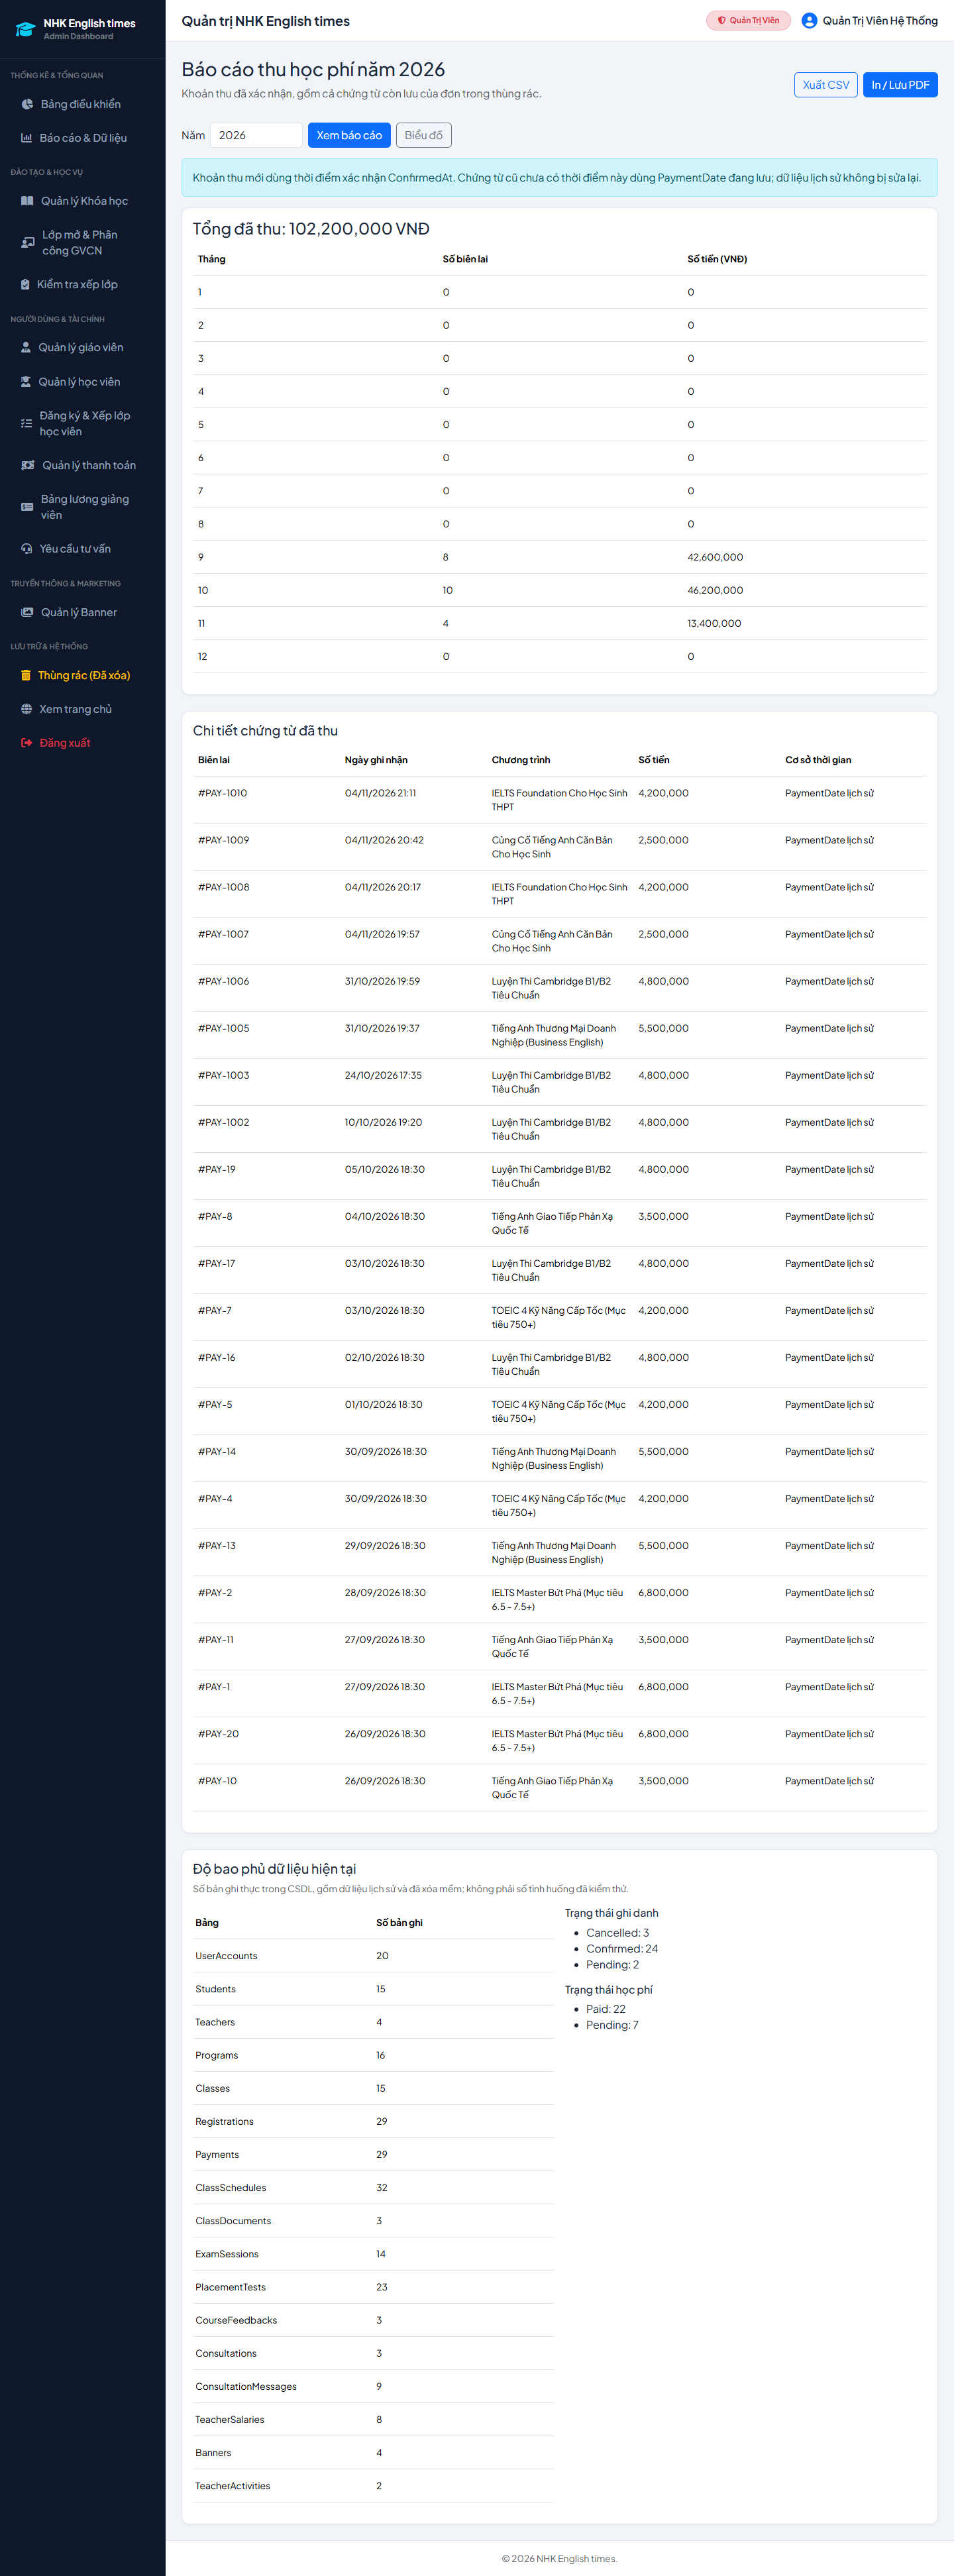 NHK English times
Admin Dashboard
THỐNG KÊ & TỔNG QUAN
Bảng điều khiển
Báo cáo & Dữ liệu
ĐÀO TẠO & HỌC VỤ
Quản lý Khóa học
Lớp mở & Phân
công GVCN
Kiểm tra xếp lớp
NGƯỜI DÙNG & TÀI CHÍNH
Quản lý giáo viên
Quản lý học viên
Đăng ký & Xếp lớp
học viên
Quản lý thanh toán
Bảng lương giảng
viên
Yêu cầu tư vấn
TRUYỀN THÔNG & MARKETING
Quản lý Banner
LƯU TRỮ & HỆ THỐNG
Thùng rác (Đã xóa)
Xem trang chủ
Đăng xuất
Quản trị NHK English times
Quản Trị Viên
Quản Trị Viên Hệ Thống
Báo cáo thu học phí năm 2026
Khoản thu đã xác nhận, gồm cả chứng từ còn lưu của đơn trong thùng rác.
Xuất CSV
In / Lưu PDF
Năm 2026 Xem báo cáo Biểu đồ
Khoản thu mới dùng thời điểm xác nhận ConfirmedAt. Chứng từ cũ chưa có thời điểm này dùng PaymentDate đang lưu; dữ liệu lịch sử không bị sửa lại.
Tổng đã thu: 102,200,000 VNĐ
Tháng Số biên lai Số tiền (VNĐ)
1 0 0
2 0 0
3 0 0
4 0 0
5 0 0
6 0 0
7 0 0
8 0 0
9 8 42,600,000
10 10 46,200,000
11 4 13,400,000
12 0 0
Chi tiết chứng từ đã thu
Biên lai Ngày ghi nhận Chương trình Số tiền Cơ sở thời gian
#PAY-1010 04/11/2026 21:11 IELTS Foundation Cho Học Sinh 4,200,000 PaymentDate lịch sử
THPT
#PAY-1009 04/11/2026 20:42 Củng Cố Tiếng Anh Căn Bản 2,500,000 PaymentDate lịch sử
Cho Học Sinh
#PAY-1008 04/11/2026 20:17 IELTS Foundation Cho Học Sinh 4,200,000 PaymentDate lịch sử
THPT
#PAY-1007 04/11/2026 19:57 Củng Cố Tiếng Anh Căn Bản 2,500,000 PaymentDate lịch sử
Cho Học Sinh
#PAY-1006 31/10/2026 19:59 Luyện Thi Cambridge B1/B2 4,800,000 PaymentDate lịch sử
Tiêu Chuẩn
#PAY-1005 31/10/2026 19:37 Tiếng Anh Thương Mại Doanh 5,500,000 PaymentDate lịch sử
Nghiệp (Business English)
#PAY-1003 24/10/2026 17:35 Luyện Thi Cambridge B1/B2 4,800,000 PaymentDate lịch sử
Tiêu Chuẩn
#PAY-1002 10/10/2026 19:20 Luyện Thi Cambridge B1/B2 4,800,000 PaymentDate lịch sử
Tiêu Chuẩn
#PAY-19 05/10/2026 18:30 Luyện Thi Cambridge B1/B2 4,800,000 PaymentDate lịch sử
Tiêu Chuẩn
#PAY-8 04/10/2026 18:30 Tiếng Anh Giao Tiếp Phản Xạ 3,500,000 PaymentDate lịch sử
Quốc Tế
#PAY-17 03/10/2026 18:30 Luyện Thi Cambridge B1/B2 4,800,000 PaymentDate lịch sử
Tiêu Chuẩn
#PAY-7 03/10/2026 18:30 TOEIC 4 Kỹ Năng Cấp Tốc (Mục 4,200,000 PaymentDate lịch sử
tiêu 750+)
#PAY-16 02/10/2026 18:30 Luyện Thi Cambridge B1/B2 4,800,000 PaymentDate lịch sử
Tiêu Chuẩn
#PAY-5 01/10/2026 18:30 TOEIC 4 Kỹ Năng Cấp Tốc (Mục 4,200,000 PaymentDate lịch sử
tiêu 750+)
#PAY-14 30/09/2026 18:30 Tiếng Anh Thương Mại Doanh 5,500,000 PaymentDate lịch sử
Nghiệp (Business English)
#PAY-4 30/09/2026 18:30 TOEIC 4 Kỹ Năng Cấp Tốc (Mục 4,200,000 PaymentDate lịch sử
tiêu 750+)
#PAY-13 29/09/2026 18:30 Tiếng Anh Thương Mại Doanh 5,500,000 PaymentDate lịch sử
Nghiệp (Business English)
#PAY-2 28/09/2026 18:30 IELTS Master Bứt Phá (Mục tiêu 6,800,000 PaymentDate lịch sử
6.5 - 7.5+)
#PAY-11 27/09/2026 18:30 Tiếng Anh Giao Tiếp Phản Xạ 3,500,000 PaymentDate lịch sử
Quốc Tế
#PAY-1 27/09/2026 18:30 IELTS Master Bứt Phá (Mục tiêu 6,800,000 PaymentDate lịch sử
6.5 - 7.5+)
#PAY-20 26/09/2026 18:30 IELTS Master Bứt Phá (Mục tiêu 6,800,000 PaymentDate lịch sử
6.5 - 7.5+)
#PAY-10 26/09/2026 18:30 Tiếng Anh Giao Tiếp Phản Xạ 3,500,000 PaymentDate lịch sử
Quốc Tế
Độ bao phủ dữ liệu hiện tại
Số bản ghi thực trong CSDL, gồm dữ liệu lịch sử và đã xóa mềm; không phải số tình huống đã kiểm thử.
Bảng Số bản ghi
UserAccounts 20
Students 15
Teachers 4
Programs 16
Classes 15
Registrations 29
Payments 29
ClassSchedules 32
ClassDocuments 3
ExamSessions 14
PlacementTests 23
CourseFeedbacks 3
Consultations 3
ConsultationMessages 9
TeacherSalaries 8
Banners 4
TeacherActivities 2
Trạng thái ghi danh
Cancelled: 3
Confirmed: 24
Pending: 2
Trạng thái học phí
Paid: 22
Pending: 7
© 2026 NHK English times.